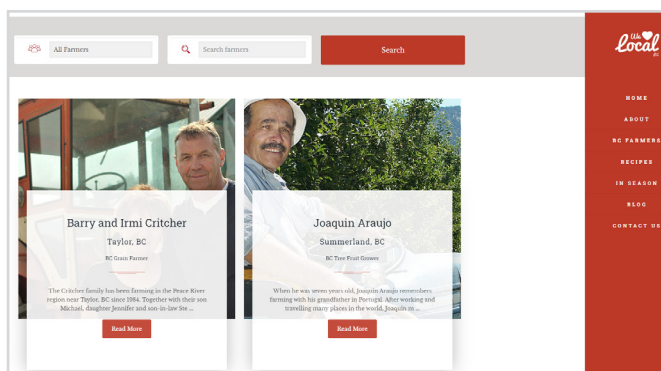 All Farmers
Search farmers
Search
We
Local
BC
HOME
ABOUT
BC FARMERS
RECIPES
IN SEASON
BLOG
CONTACT US
Barry and Irmi Critcher
Taylor, BC
BC Grain Farmer
The Critcher family has been farming in the Peace River
region near Taylor, BC since 1984. Together with their son
Michael, daughter Jennifer and son-in-law Ste ...
Read More
Joaquin Araujo
Summerland, BC
BC Tree Fruit Grower
When he was seven years old, Joaquin Araujo remembers
farming with his grandfather in Portugal. After working and
travelling many places in the world, Joaquin m ...
Read More